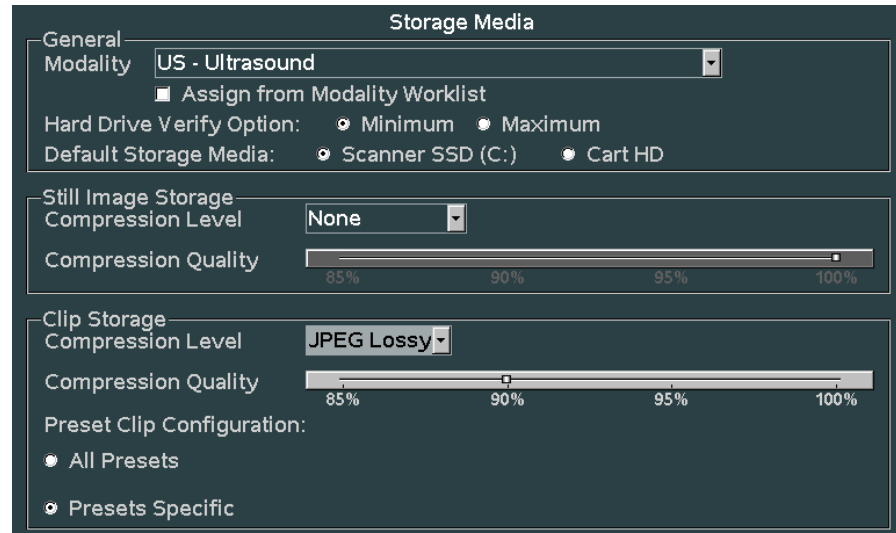 Storage Media
General
Modality US - Ultrasound
Assign from Modality Worklist
Hard Drive Verify Option: Minimum Maximum
Default Storage Media: Scanner SSD (C:) Cart HD
Still Image Storage
Compression Level None
Compression Quality
85% 90% 95% 100%
Clip Storage
Compression Level JPEG Lossy
Compression Quality
85% 90% 95% 100%
Preset Clip Configuration:
All Presets
Presets Specific